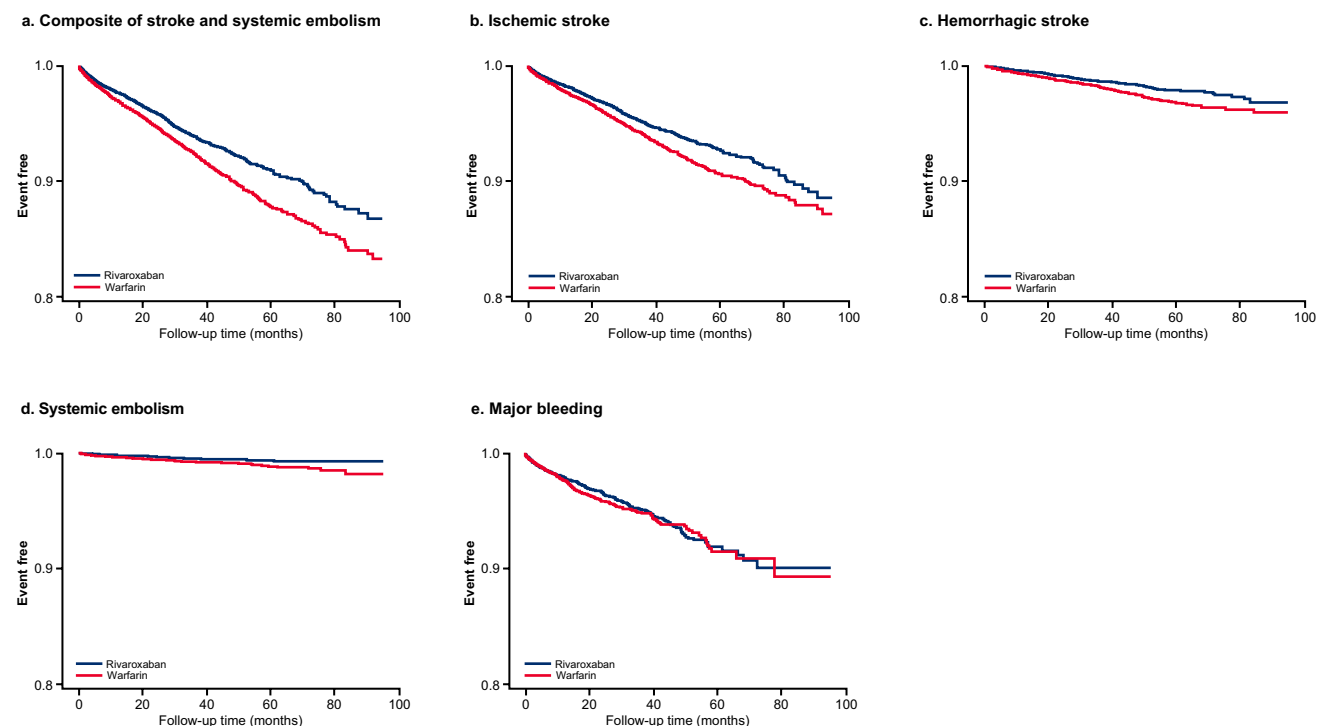 a. Composite of stroke and systemic embolism
Event free
1.0
0.9
0.8
Rivaroxaban
Warfarin
0 20 40 60 80 100
Follow-up time (months)
b. Ischemic stroke
Event free
1.0
0.9
0.8
Rivaroxaban
Warfarin
0 20 40 60 80 100
Follow-up time (months)
c. Hemorrhagic stroke
Event free
1.0
0.9
0.8
Rivaroxaban
Warfarin
0 20 40 60 80 100
Follow-up time (months)
d. Systemic embolism
Event free
1.0
0.9
0.8
Rivaroxaban
Warfarin
0 20 40 60 80 100
Follow-up time (months)
e. Major bleeding
Event free
1.0
0.9
0.8
Rivaroxaban
Warfarin
0 20 40 60 80 100
Follow-up time (months)